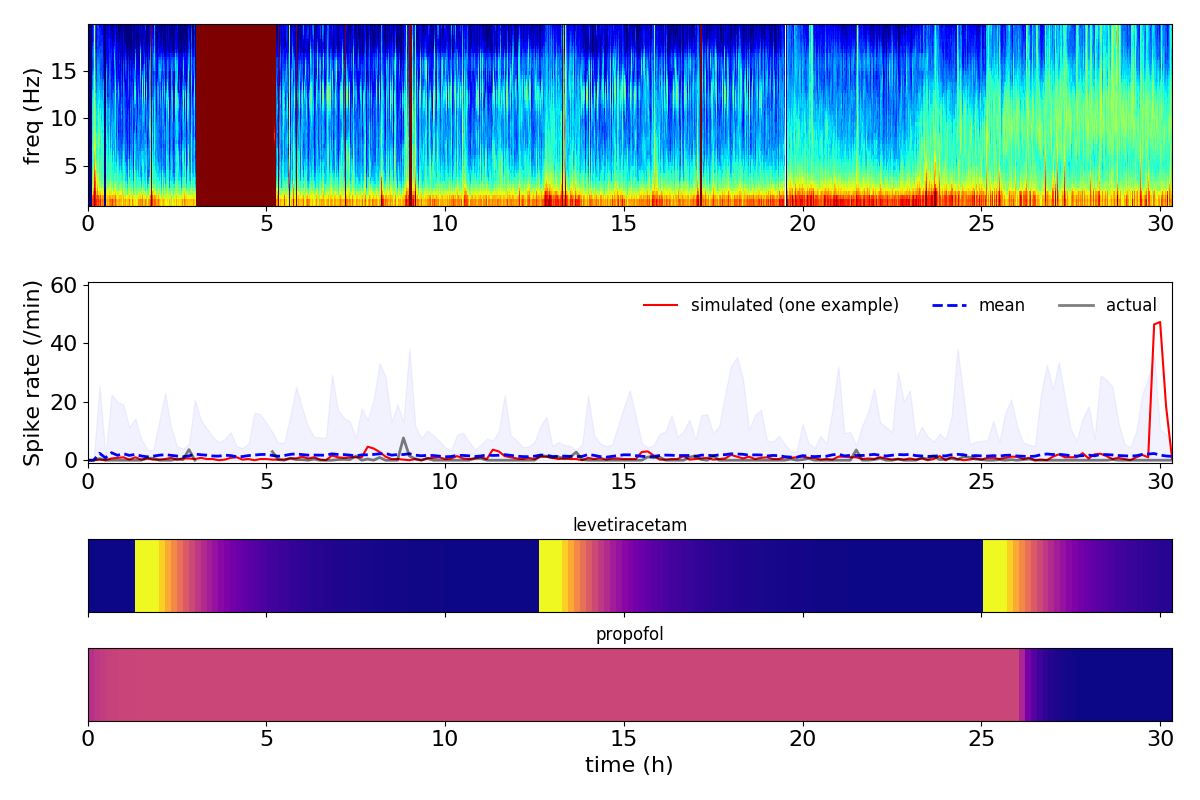 freq (Hz)
15
10
5
0 5 10 15 20 25 30
Spike rate (/min)
60
40
20
0
simulated (one example) mean actual
0 5 10 15 20 25 30
levetiracetam
propofol
0 5 10 15 20 25 30
time (h)